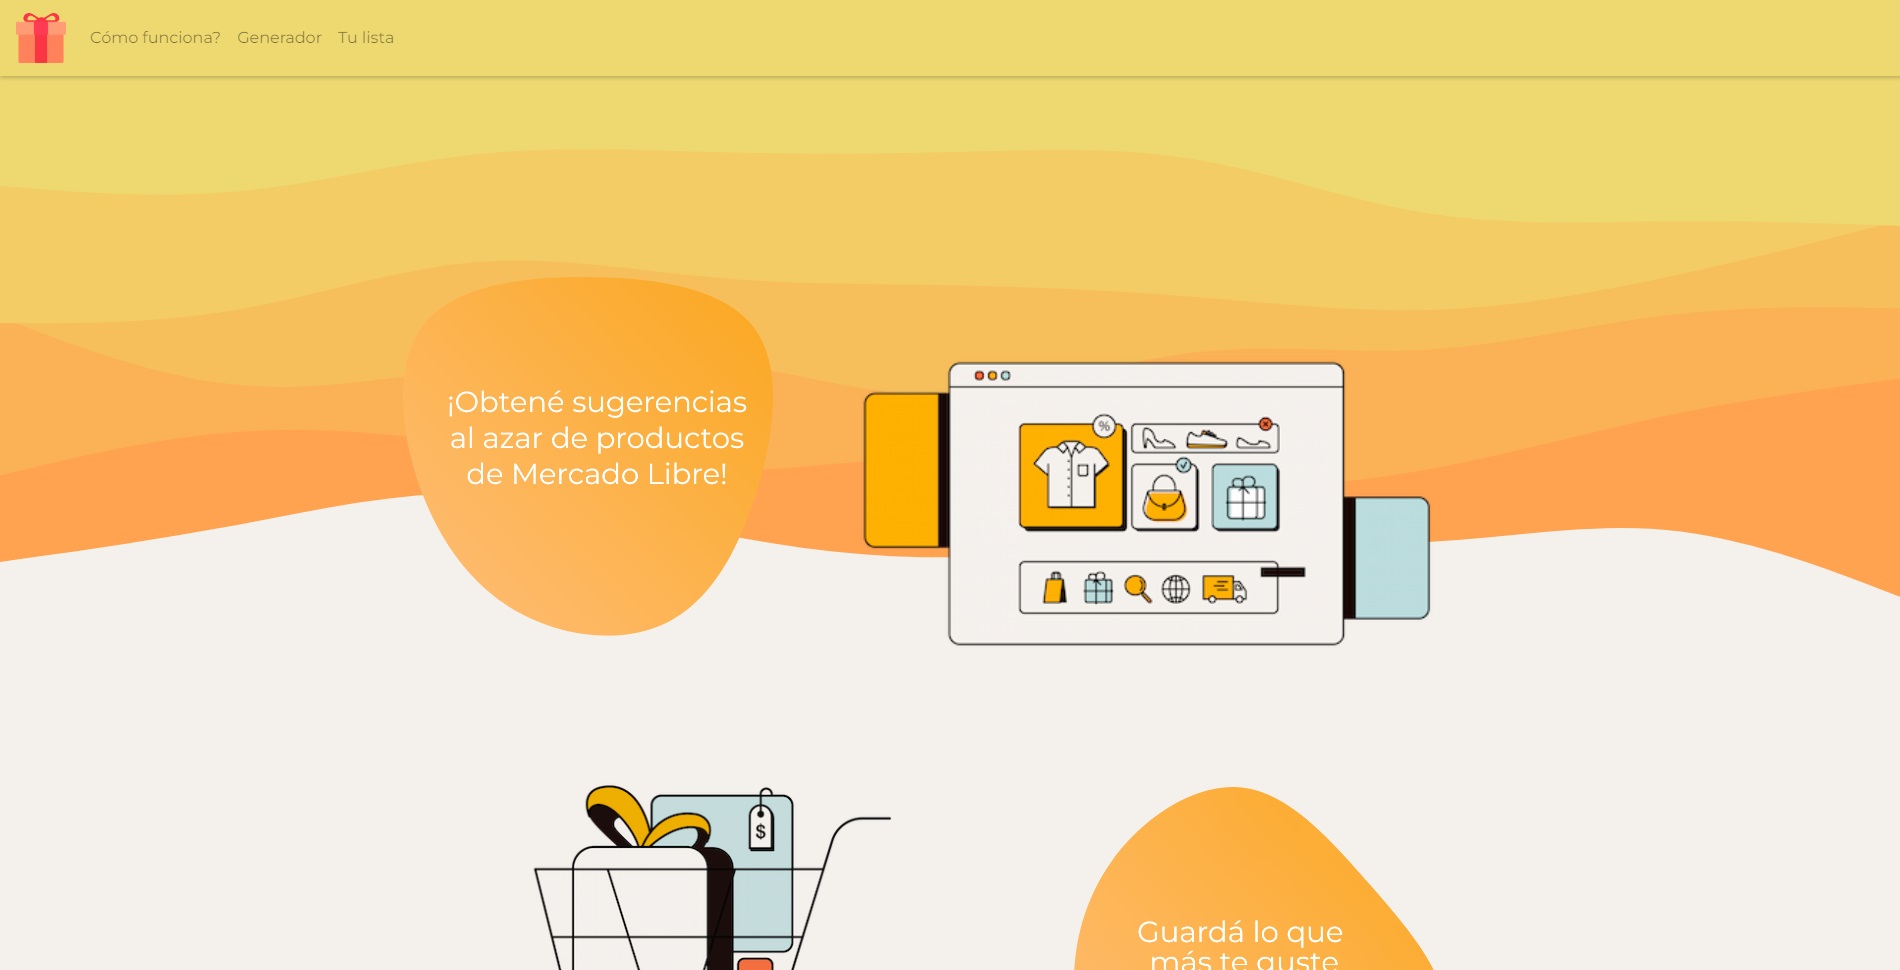 Cómo funciona? Generador Tu lista
¡Obtené sugerencias
al azar de productos
de Mercado Libre!
%
$
Guardá lo que
más te guste